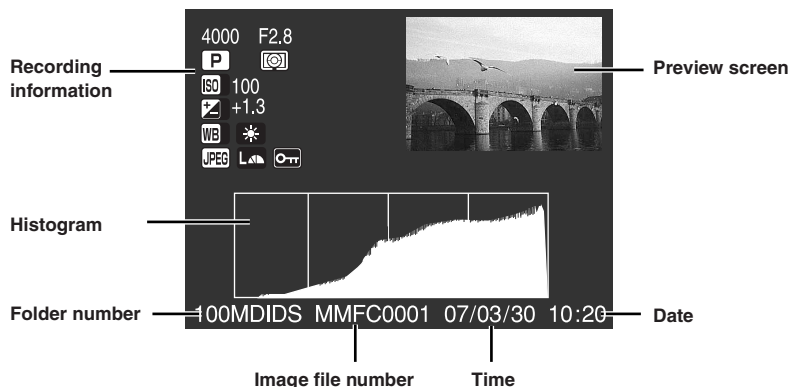 4000 F2.8
P
ISO 100
+1.3
WB
JPEG L
Recording
information
Preview screen
Histogram
Folder number
100MDIDS MMFC0001 07/03/30 10:20
Date
Image file number
Time